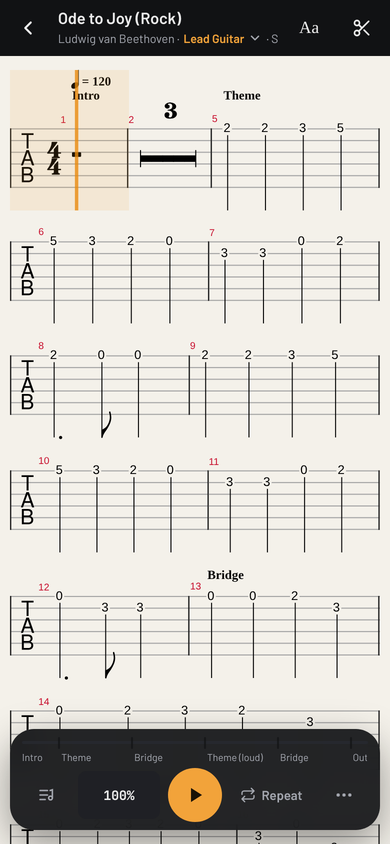 Ode to Joy (Rock)
Ludwig van Beethoven · Lead Guitar · S
Aa
= 120
Intro
3
Theme
1 2 5
T A B
4 4
2 2 3 5
6 7
T A B
5 3 2 0 3 3 0 2
8 9
T A B
2 0 0 2 2 3 5
10 11
T A B
5 3 2 0 3 3 0 2
Bridge
12 13
T A B
0 3 3 0 0 2 3
14
T
0 2 3 2 3
Intro Theme Bridge Theme (loud) Bridge Out
100% Repeat
3